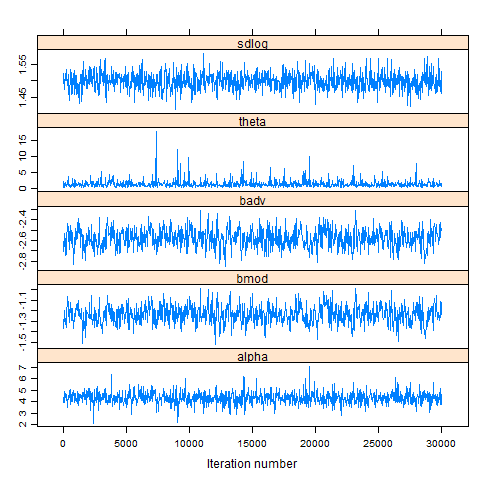 sdlog
1.45 1.55
theta
0 5 10 15
badv
-2.8 -2.6 -2.4
bmod
-1.5 -1.3 -1.1
alpha
2 3 4 5 6 7
0 5000 10000 15000 20000 25000 30000
Iteration number